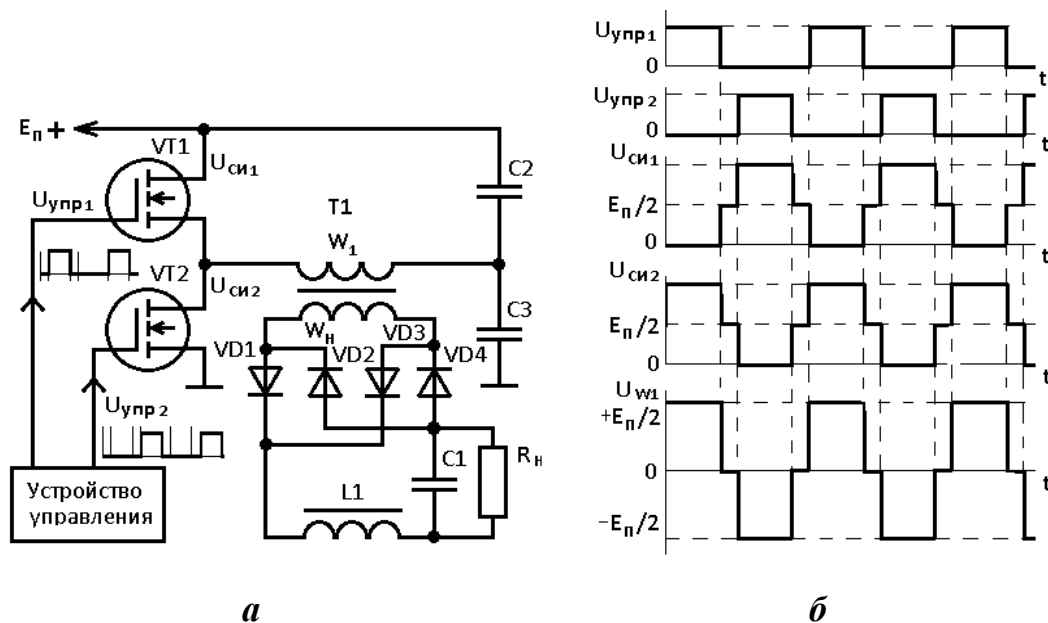 Eп +
VT1
Uси1
Uупр1
C2
T1
W1
VT2
Uси2
C3
Wн
VD3
VD1
VD2
VD4
Uупр2
C1
Rн
L1
Устройство
управления
а
Uупр1
0
t
Uупр2
0
t
Uси1
Eп/2
0
t
Uси2
Eп/2
0
t
Uw1
+Eп/2
0
t
−Eп/2
б